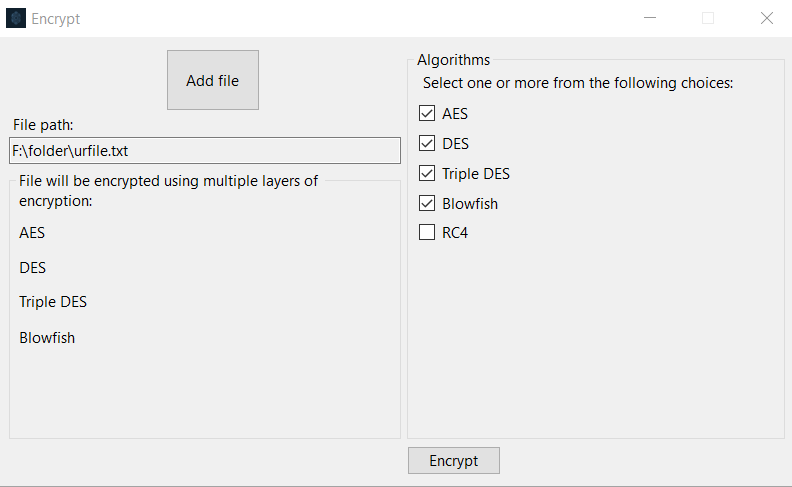 Encrypt
Add file
File path:
F:\folder\urfile.txt
File will be encrypted using multiple layers of
encryption:
AES
DES
Triple DES
Blowfish
Algorithms
Select one or more from the following choices:
AES
DES
Triple DES
Blowfish
RC4
Encrypt